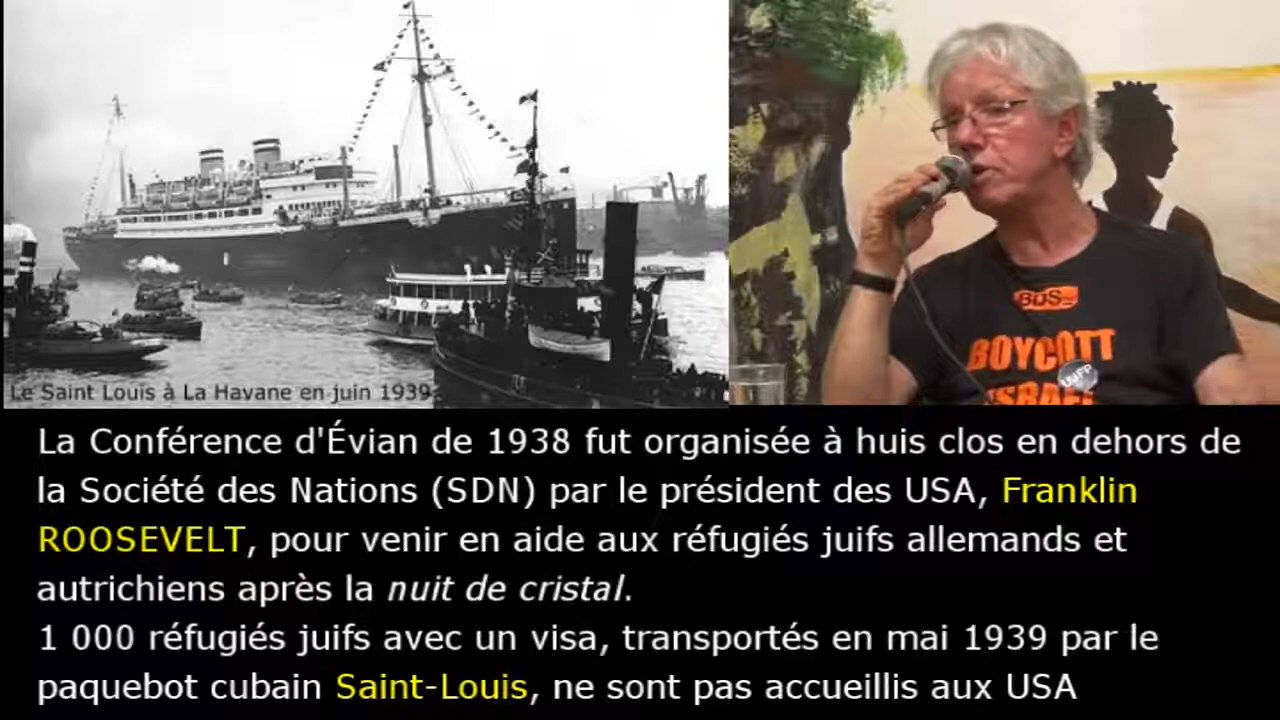 Le Saint Louis à La Havane en juin 1939
BDS
BOYCOTT
ISRAEL
UJFP
La Conférence d'Évian de 1938 fut organisée à huis clos en dehors de
la Société des Nations (SDN) par le président des USA, Franklin
ROOSEVELT, pour venir en aide aux réfugiés juifs allemands et
autrichiens après la nuit de cristal.
1 000 réfugiés juifs avec un visa, transportés en mai 1939 par le
paquebot cubain Saint-Louis, ne sont pas accueillis aux USA